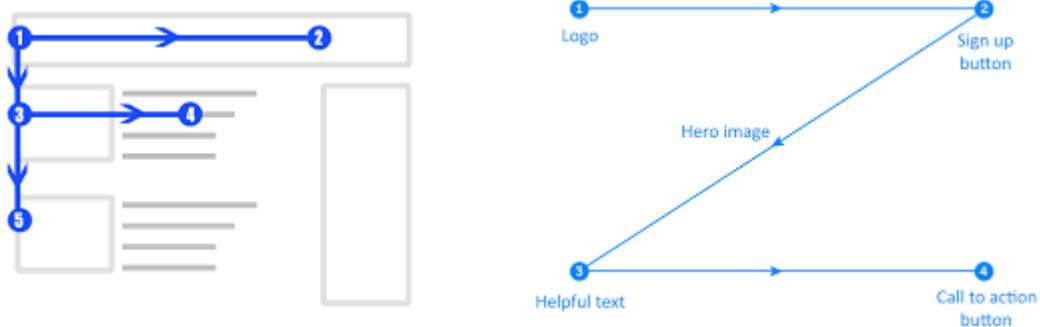 1
2
3
4
5
1
2
Logo
Sign up
button
Hero image
3
4
Helpful text
Call to action
button